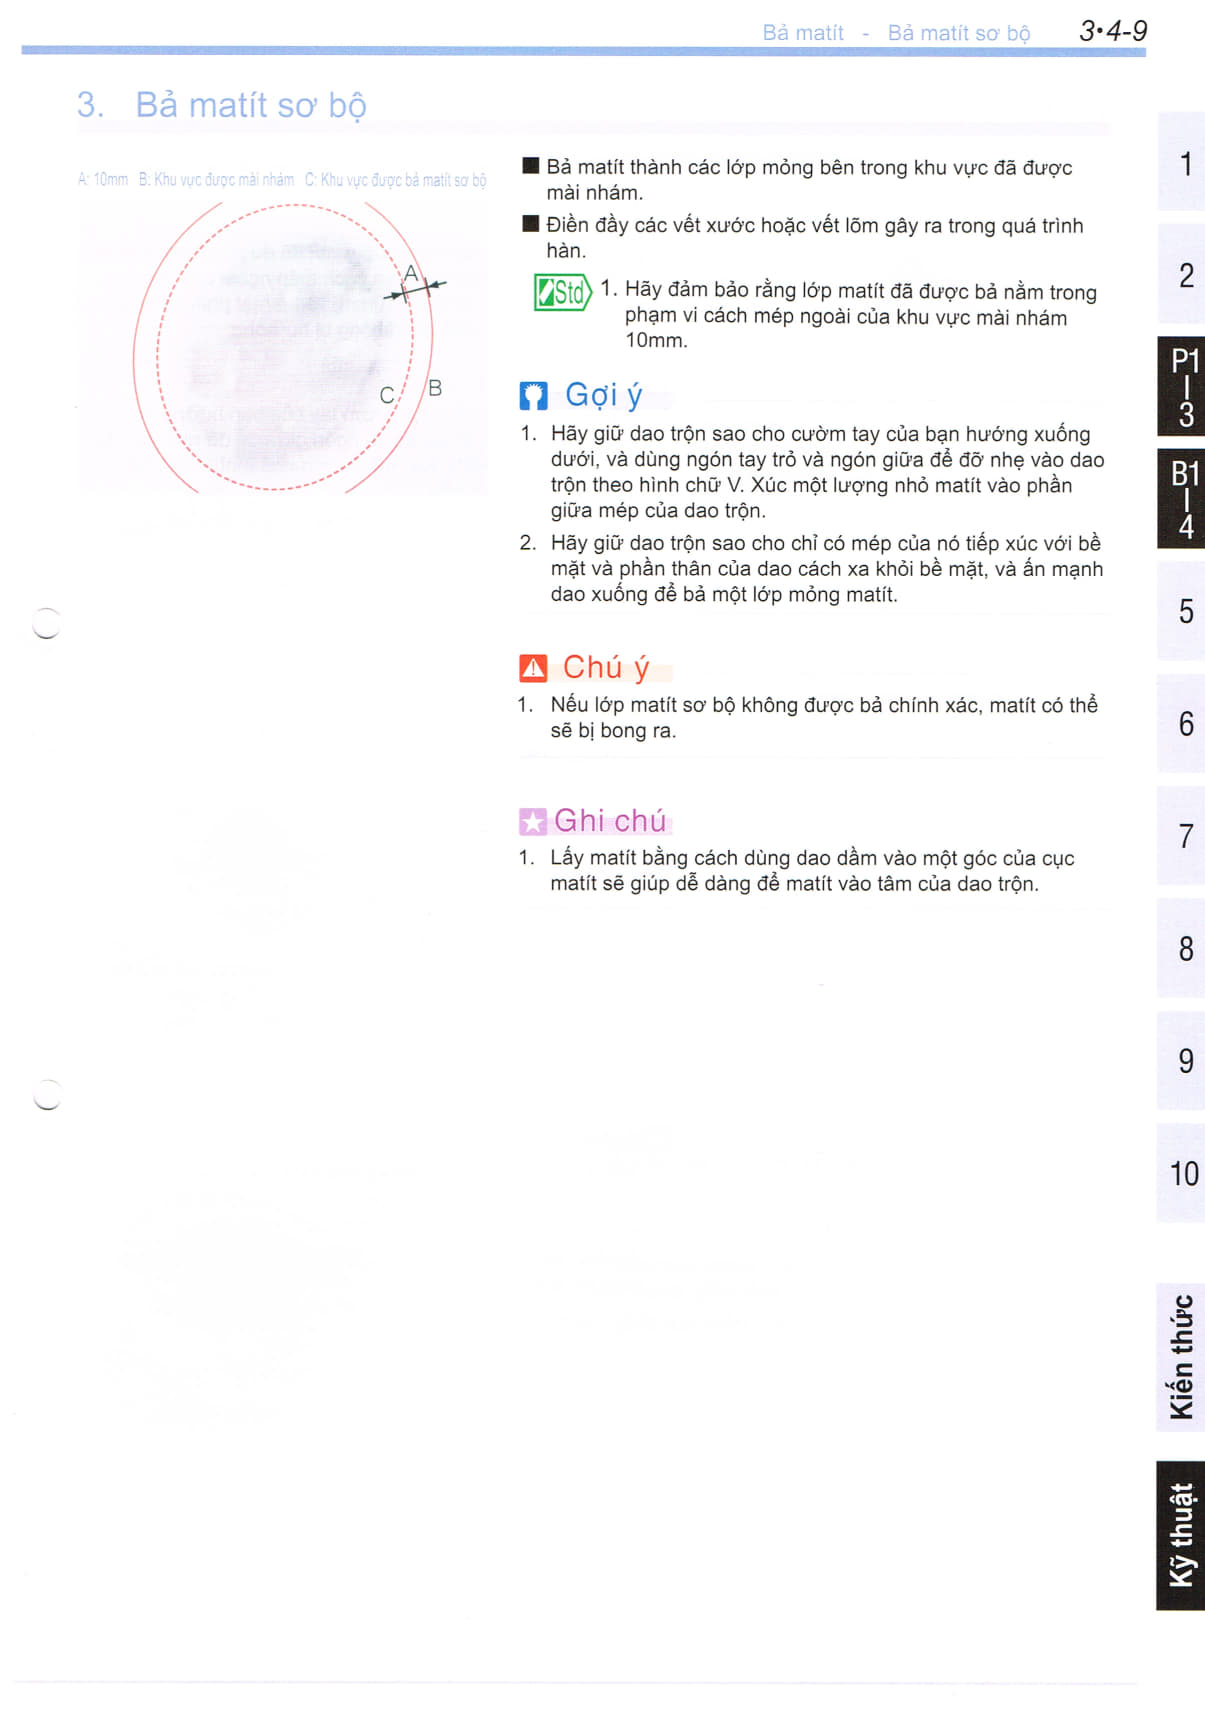 Bả matít - Bả matít sơ bộ 3•4-9
3. Bả matít sơ bộ
A: 10mm B: Khu vực được mài nhám C: Khu vực được bả matít sơ bộ
A
B
C
■ Bả matít thành các lớp mỏng bên trong khu vực đã được
mài nhám.
■ Điền đầy các vết xước hoặc vết lõm gây ra trong quá trình
hàn.
Std 1. Hãy đảm bảo rằng lớp matít đã được bả nằm trong
phạm vi cách mép ngoài của khu vực mài nhám
10mm.
Gợi ý
1. Hãy giữ dao trộn sao cho cườm tay của bạn hướng xuống
dưới, và dùng ngón tay trỏ và ngón giữa để đỡ nhẹ vào dao
trộn theo hình chữ V. Xúc một lượng nhỏ matít vào phần
giữa mép của dao trộn.
2. Hãy giữ dao trộn sao cho chỉ có mép của nó tiếp xúc với bề
mặt và phần thân của dao cách xa khỏi bề mặt, và ấn mạnh
dao xuống để bả một lớp mỏng matít.
Chú ý
1. Nếu lớp matít sơ bộ không được bả chính xác, matít có thể
sẽ bị bong ra.
Ghi chú
1. Lấy matít bằng cách dùng dao dầm vào một góc của cục
matít sẽ giúp dễ dàng để matít vào tâm của dao trộn.
1
2
P1
3
B1
4
5
6
7
8
9
10
Kiến thức
Kỹ thuật